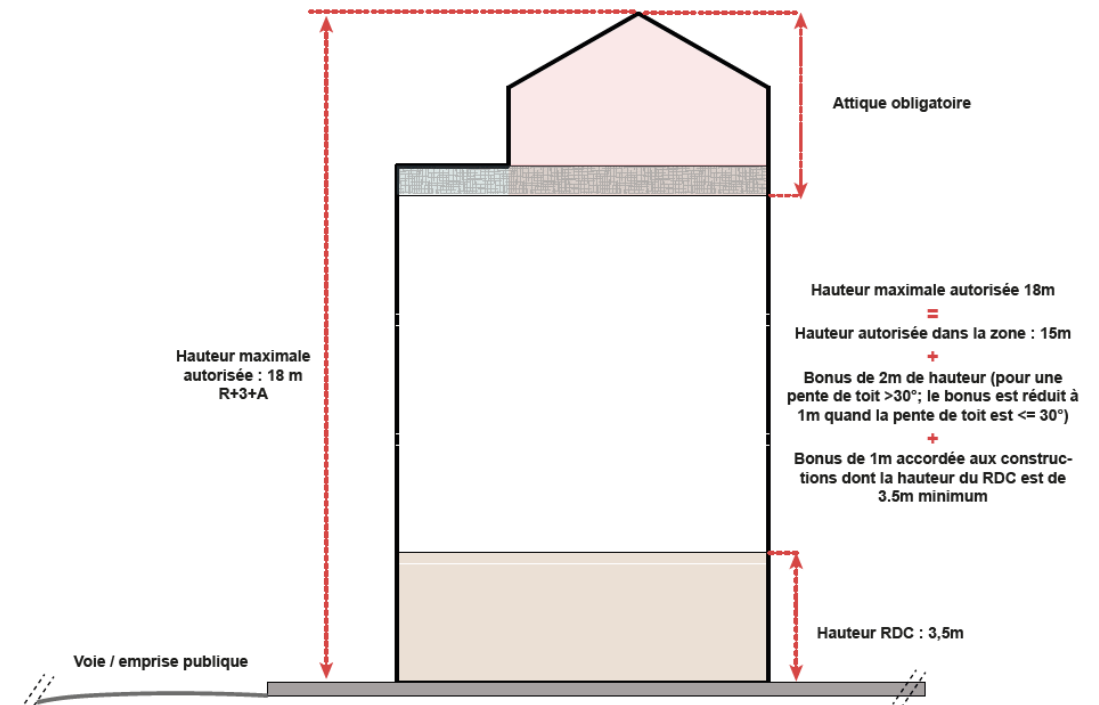 Attique obligatoire
Hauteur maximale autorisée 18m
=
Hauteur autorisée dans la zone : 15m
+
Bonus de 2m de hauteur (pour une
pente de toit >30°; le bonus est réduit à
1m quand la pente de toit est <= 30°)
+
Bonus de 1m accordée aux construc-
tions dont la hauteur du RDC est de
3.5m minimum
Hauteur maximale
autorisée : 18 m
R+3+A
Hauteur RDC : 3,5m
Voie / emprise publique